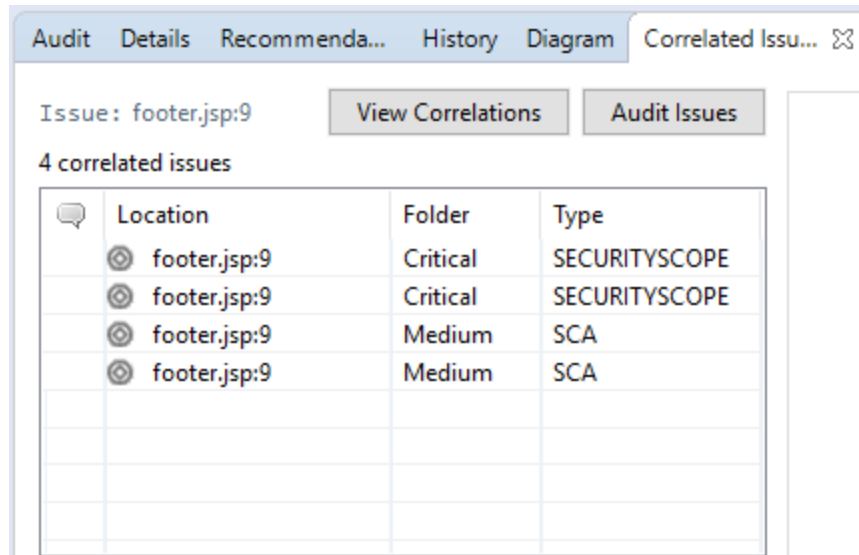 Audit Details Recommenda... History Diagram Correlated Issu...
Issue: footer.jsp:9 View Correlations Audit Issues
4 correlated issues
Location Folder Type
footer.jsp:9 Critical SECURITYSCOPE
footer.jsp:9 Critical SECURITYSCOPE
footer.jsp:9 Medium SCA
footer.jsp:9 Medium SCA